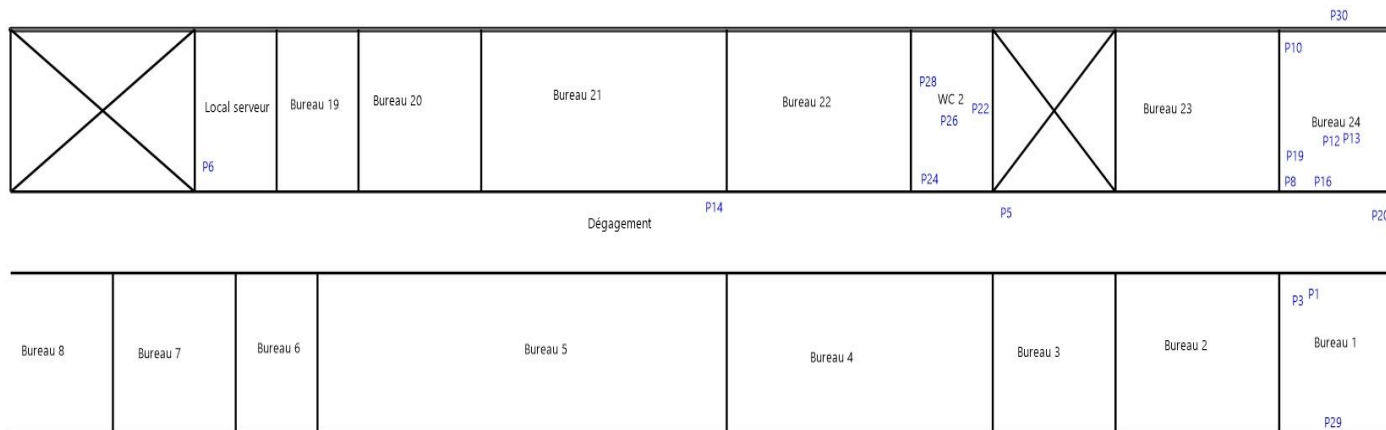 P30
P10
Local serveur
Bureau 19
Bureau 20
Bureau 21
Bureau 22
P28
WC 2
P22
P26
Bureau 23
Bureau 24
P12
P13
P19
P6
P24
P8
P16
P14
P5
P20
Dégagement
P3
P1
Bureau 8
Bureau 7
Bureau 6
Bureau 5
Bureau 4
Bureau 3
Bureau 2
Bureau 1
P29